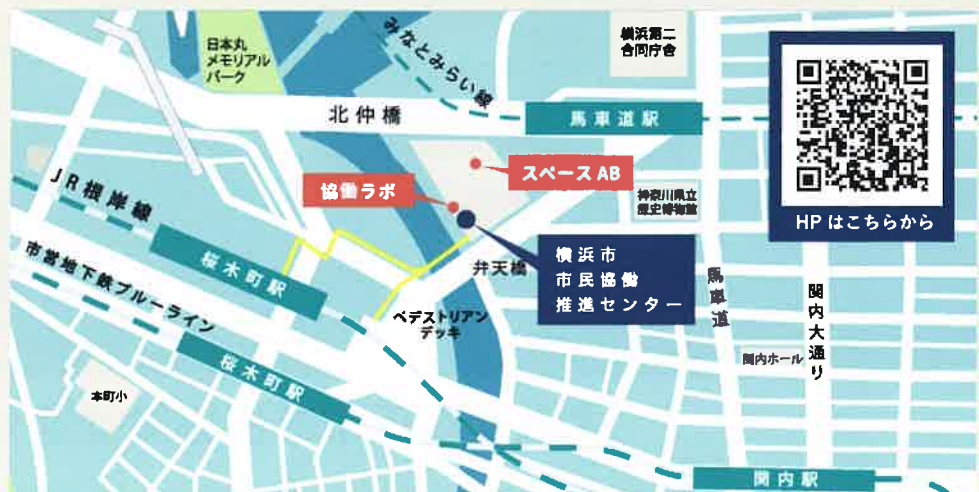 日本丸
メモリアル
パーク
みなとみらい線
横浜第二
合同庁舎
北仲橋
馬車道駅
スペースAB
協働ラボ
神奈川県立
歴史博物館
HPはこちらから
JR根岸線
桜木町駅
市営地下鉄ブルーライン
桜木町駅
弁天橋
横浜市
市民協働
推進センター
ペデストリアン
デッキ
馬車道
関内大通り
関内ホール
本町小
関内駅